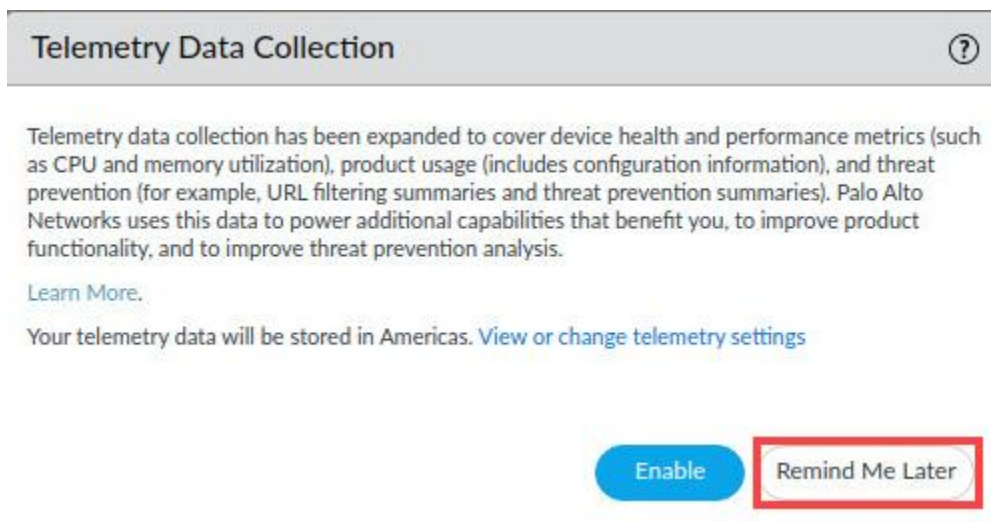 Telemetry Data Collection
?
Telemetry data collection has been expanded to cover device health and performance metrics (such
as CPU and memory utilization), product usage (includes configuration information), and threat
prevention (for example, URL filtering summaries and threat prevention summaries). Palo Alto
Networks uses this data to power additional capabilities that benefit you, to improve product
functionality, and to improve threat prevention analysis.
Learn More.
Your telemetry data will be stored in Americas. View or change telemetry settings
Enable Remind Me Later